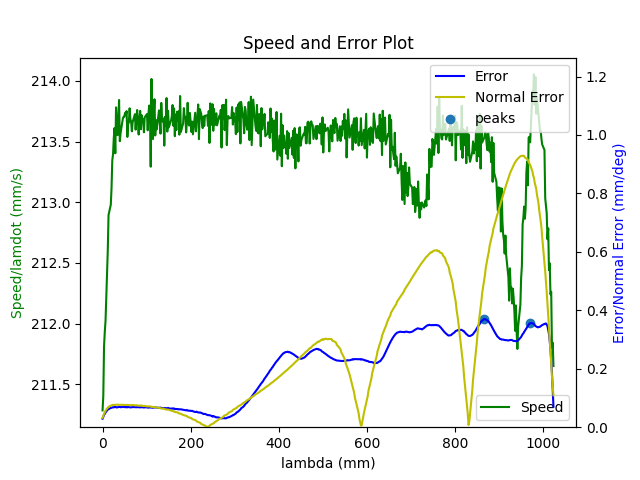 Speed and Error Plot
Error
Normal Error
peaks
Speed
Speed/lamdot (mm/s)
214.0
213.5
213.0
212.5
212.0
211.5
Error/Normal Error (mm/deg)
1.2
1.0
0.8
0.6
0.4
0.2
0.0
0 200 400 600 800 1000
lambda (mm)